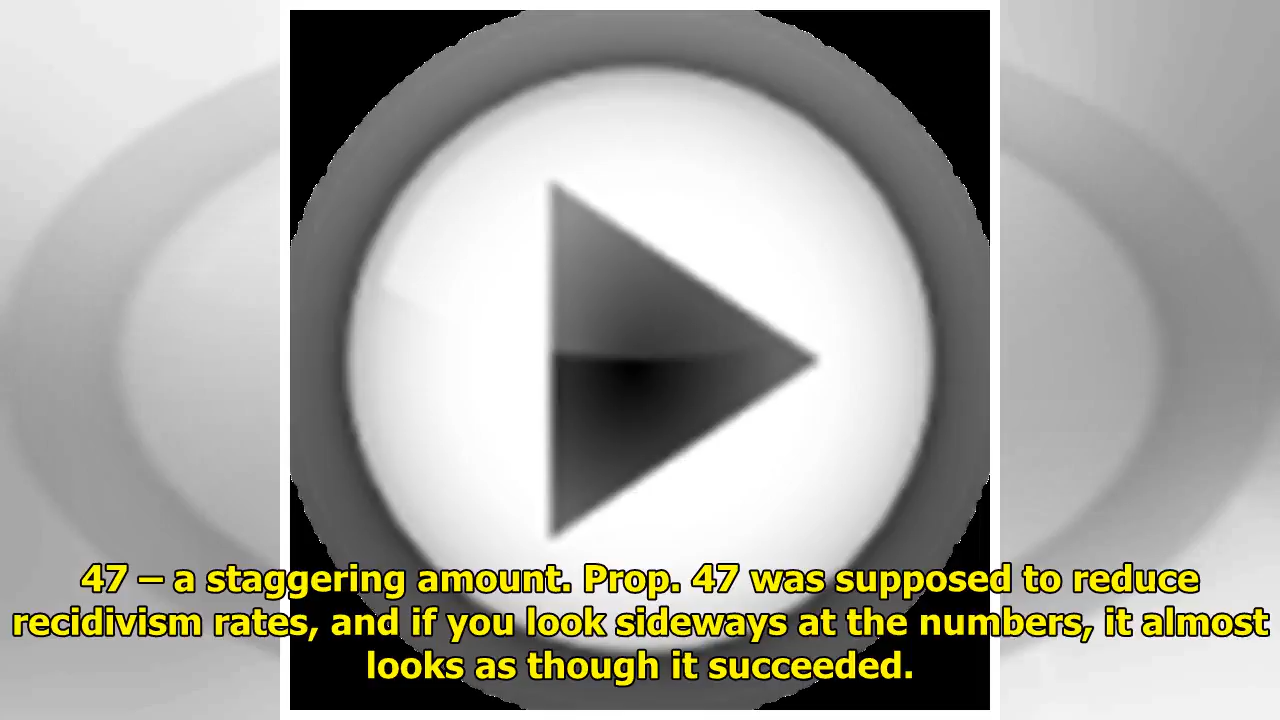 47 – a staggering amount. Prop. 47 was supposed to reduce
recidivism rates, and if you look sideways at the numbers, it almost
looks as though it succeeded.